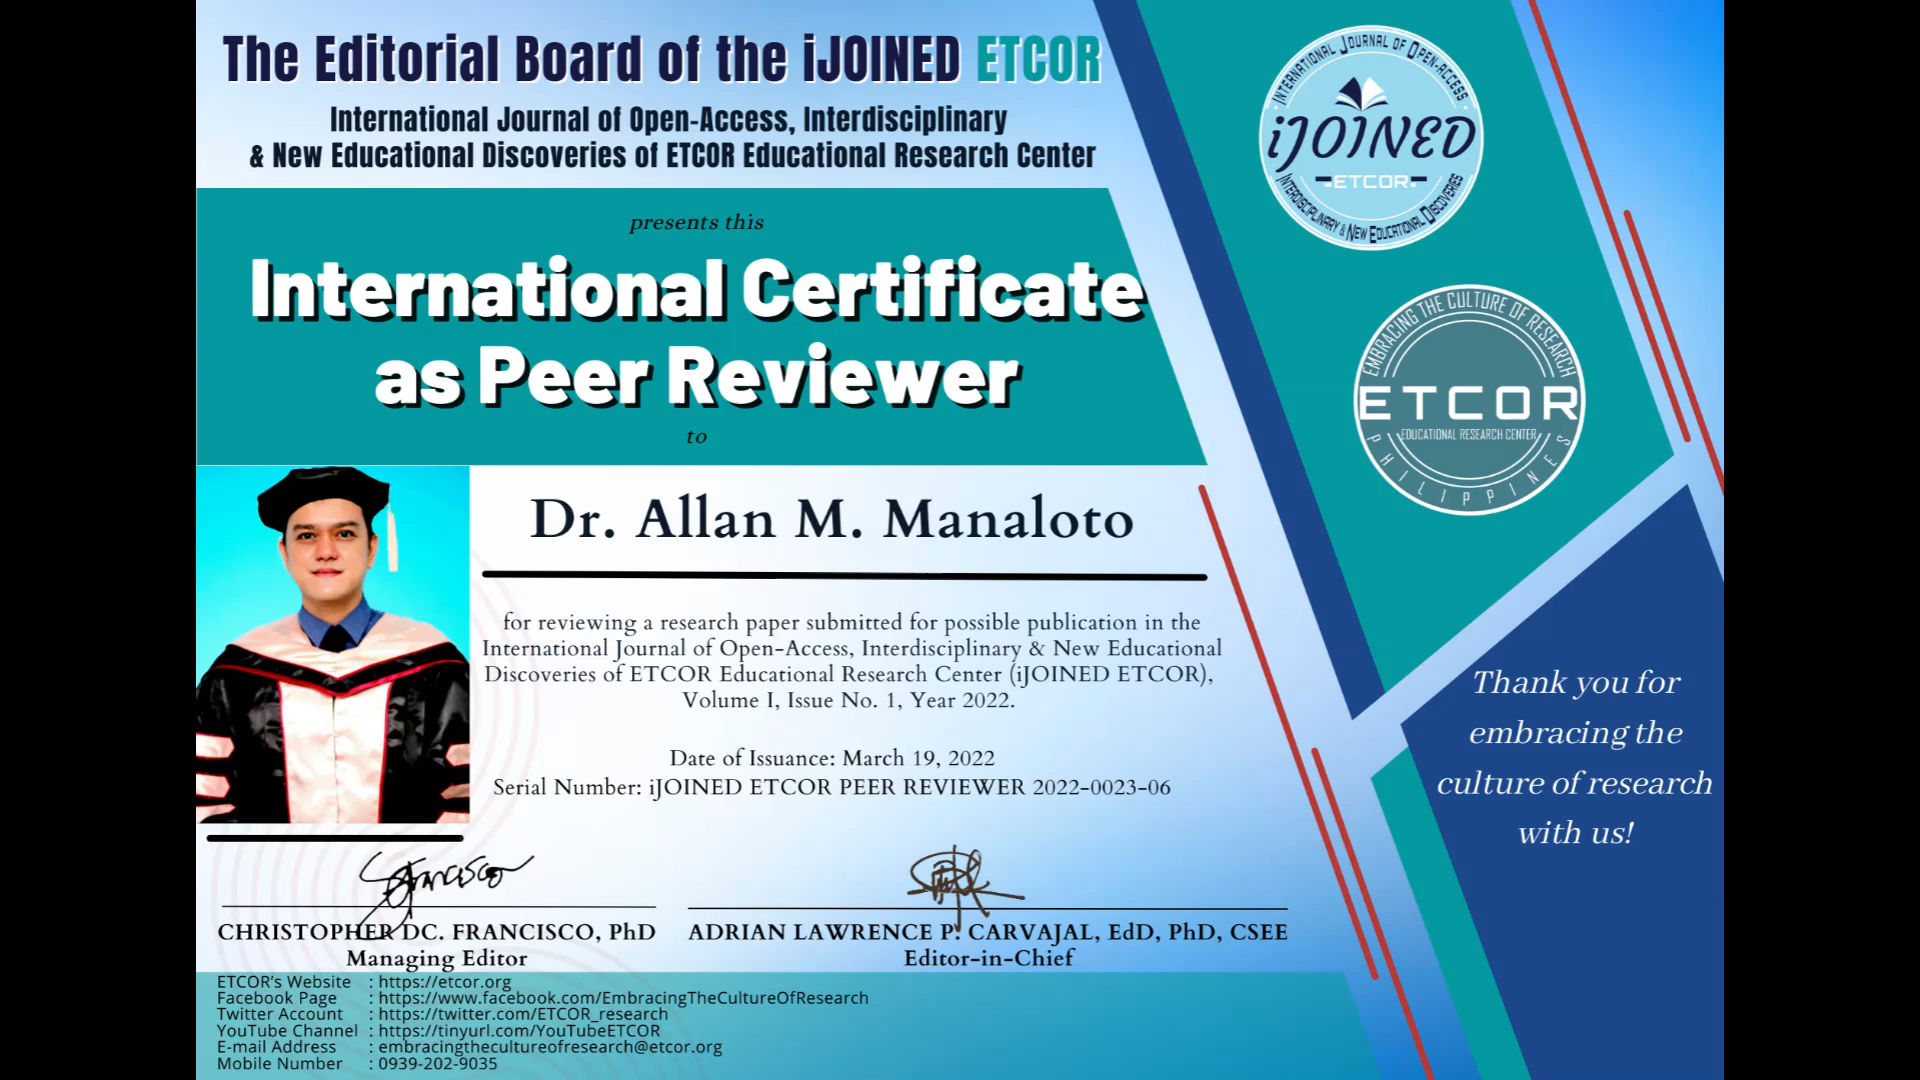 The Editorial Board of the iJOINED ETCOR
International Journal of Open-Access, Interdisciplinary
& New Educational Discoveries of ETCOR Educational Research Center
presents this
International Certificate
as Peer Reviewer
to
Dr. Allan M. Manaloto
for reviewing a research paper submitted for possible publication in the
International Journal of Open-Access, Interdisciplinary & New Educational
Discoveries of ETCOR Educational Research Center (iJOINED ETCOR),
Volume I, Issue No. 1, Year 2022.
Date of Issuance: March 19, 2022
Serial Number: iJOINED ETCOR PEER REVIEWER 2022-0023-06
Francisco
CHRISTOPHER DC. FRANCISCO, PhD
Managing Editor
ADRIAN LAWRENCE P. CARVAJAL, EdD, PhD, CSEE
Editor-in-Chief
ETCOR's Website : https://etcor.org
Facebook Page : https://www.facebook.com/EmbracingTheCultureOfResearch
Twitter Account : https://twitter.com/ETCOR_research
YouTube Channel : https://tinyurl.com/YouTubeETCOR
E-mail Address : embracingthecultureofresearch@etcor.org
Mobile Number : 0939-202-9035
INTERNATIONAL JOURNAL OF OPEN-ACCESS
iJOINED
ETCOR
INTERDISCIPLINARY & NEW EDUCATIONAL DISCOVERIES
EMBRACING THE CULTURE OF RESEARCH
ETCOR
EDUCATIONAL RESEARCH CENTER
PHILIPPINES
Thank you for
embracing the
culture of research
with us!